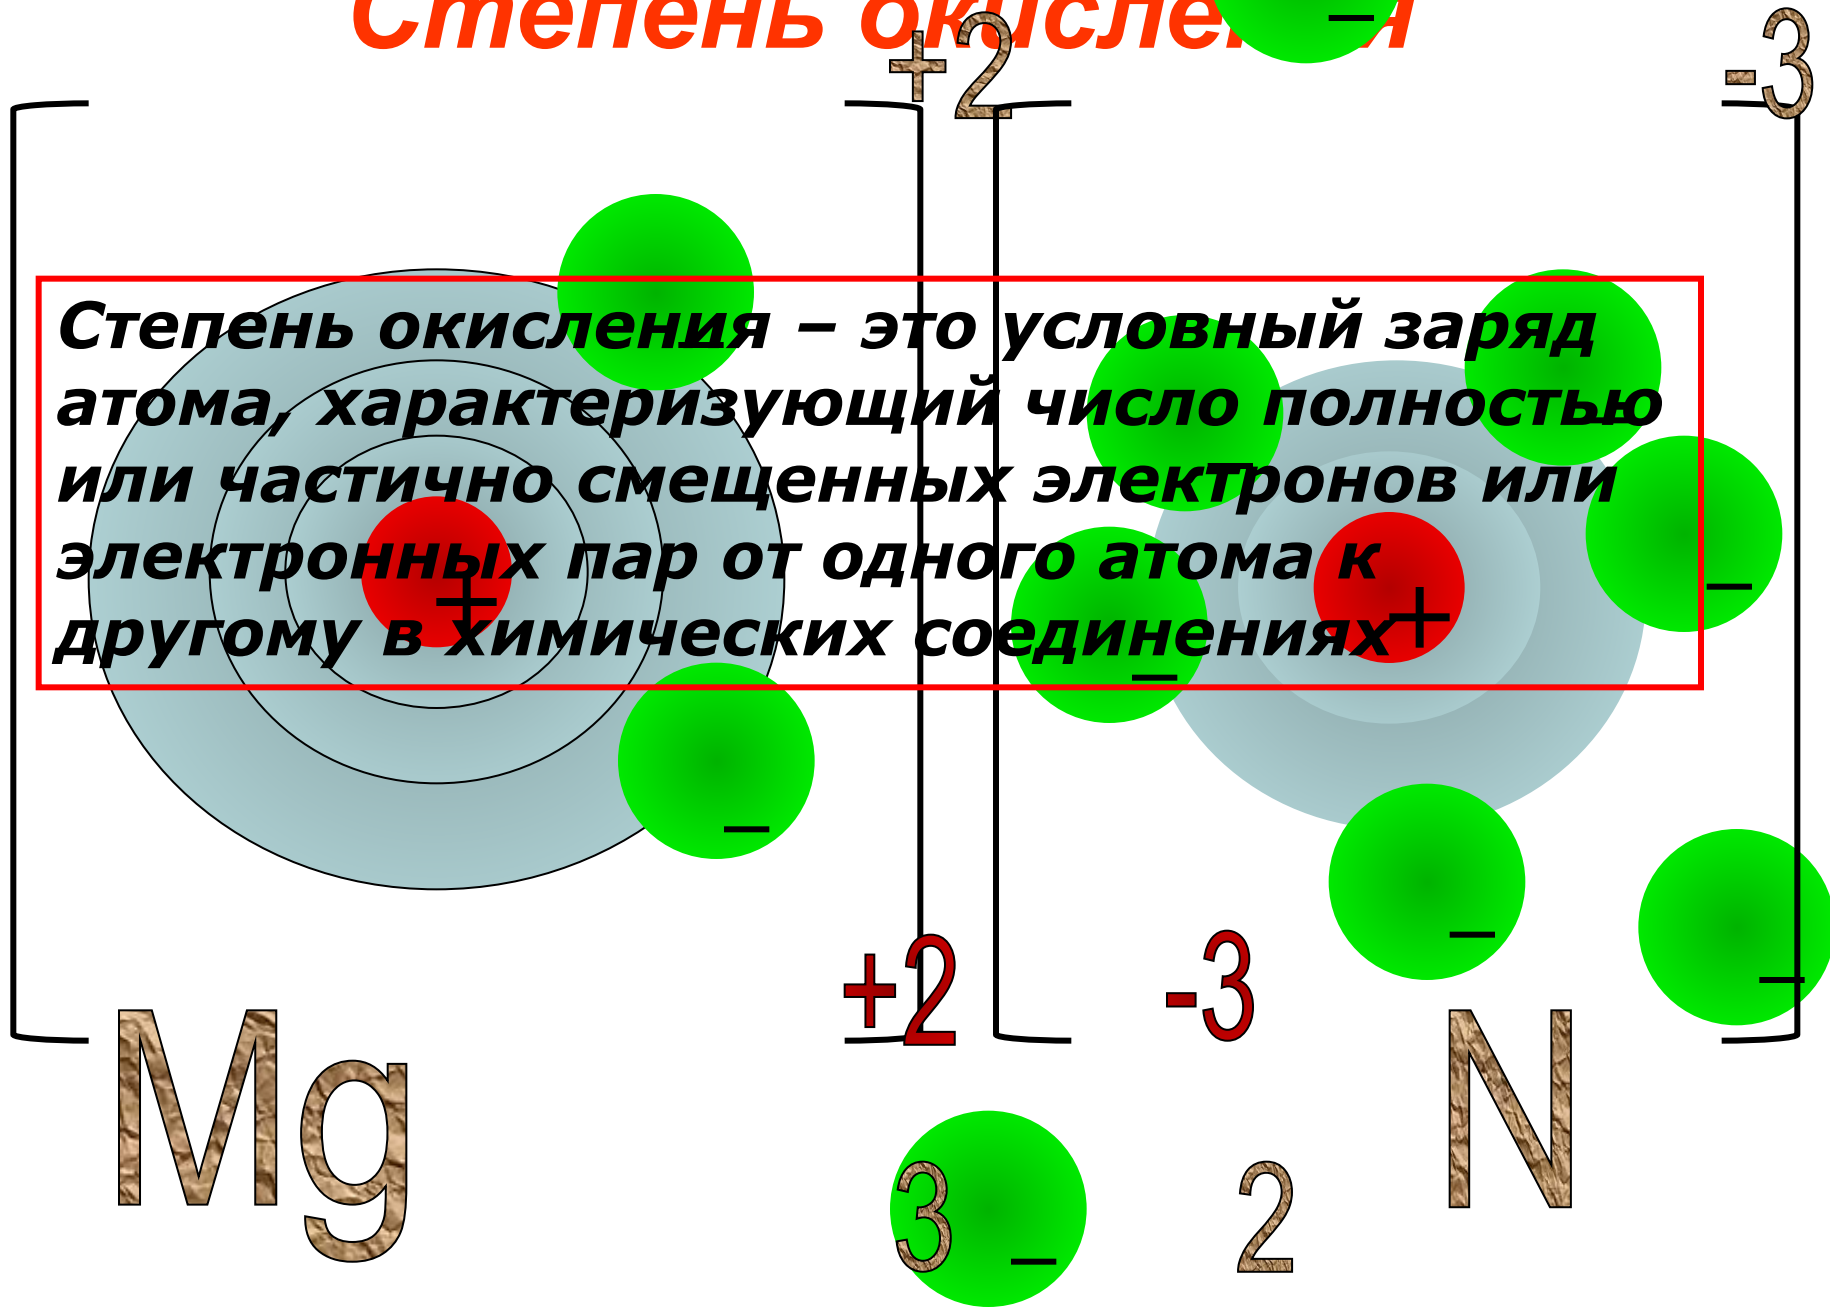 Степень окисления
+2 -3
Степень окисления – это условный заряд
атома, характеризующий число полностью
или частично смещенных электронов или
электронных пар от одного атома к
другому в химических соединениях
+ +
+2 -3
Mg N
3 2